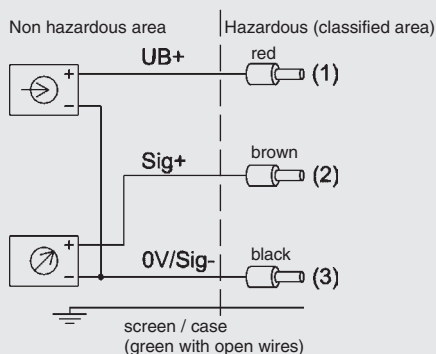 Non hazardous area
Hazardous (classified area)
UB+
red
(1)
+
−
Sig+
brown
(2)
+
−
0V/Sig-
black
(3)
screen / case
(green with open wires)